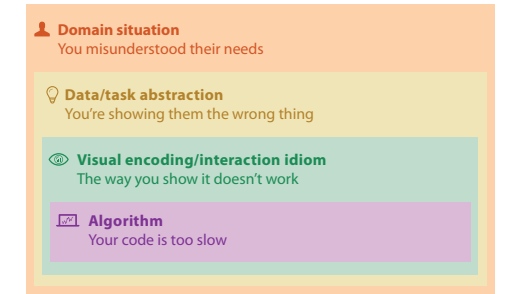 Domain situation
You misunderstood their needs
Data/task abstraction
You're showing them the wrong thing
Visual encoding/interaction idiom
The way you show it doesn't work
Algorithm
Your code is too slow